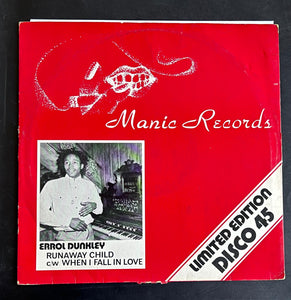 Manic Records
ERROL DUNKLEY
RUNAWAY CHILD
c.w WHEN I FALL IN LOVE
LIMITED EDITION
DISCO 45